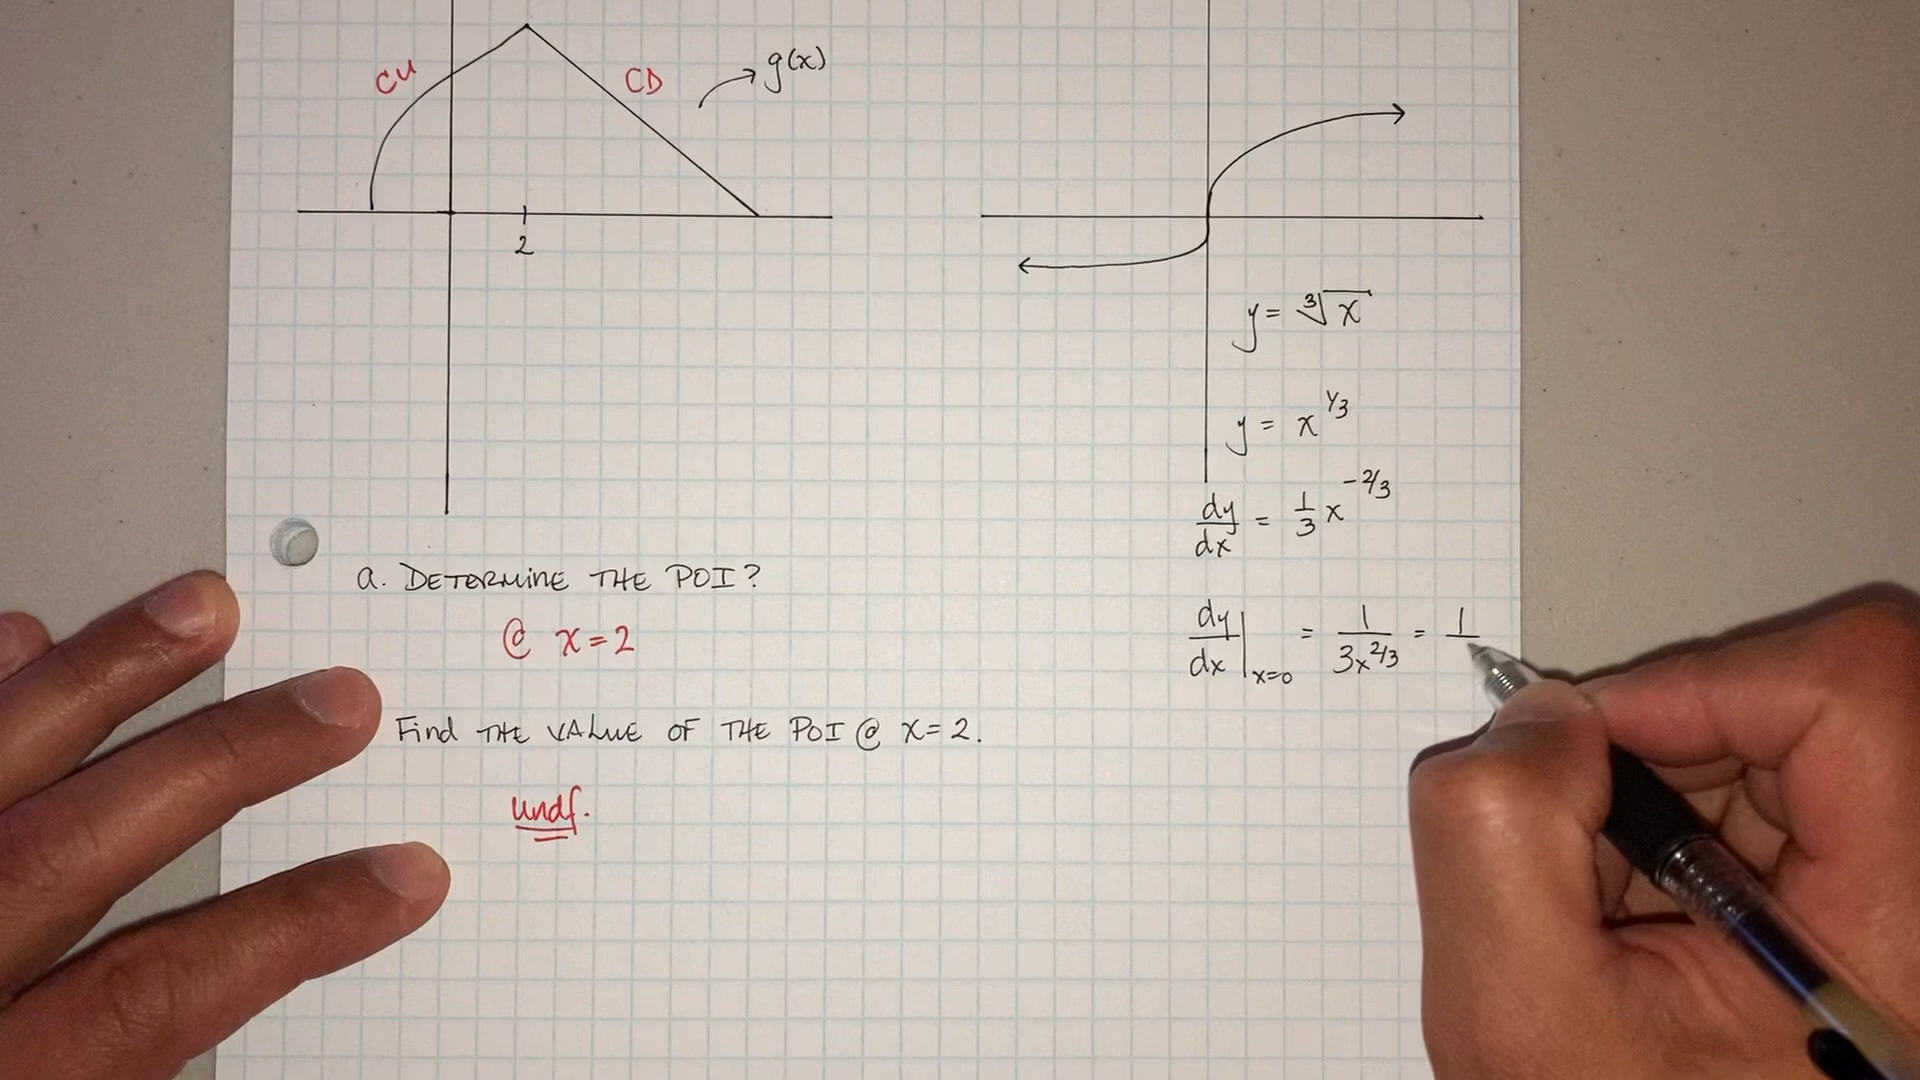 CU
CD
g(x)
2
a. DETERMINE THE POI?
@ x=2
Find THE VALUE OF THE POI @ x=2.
undf.
y = ∛x
y = x^1/3
dy/dx = 1/3 x^-2/3
dy/dx |x=0 = 1/3x^2/3 = 1